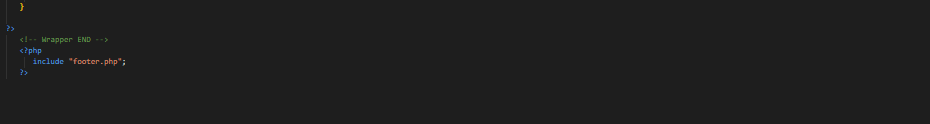 }
?>
<!-- Wrapper END -->
<?php
include "footer.php";
?>